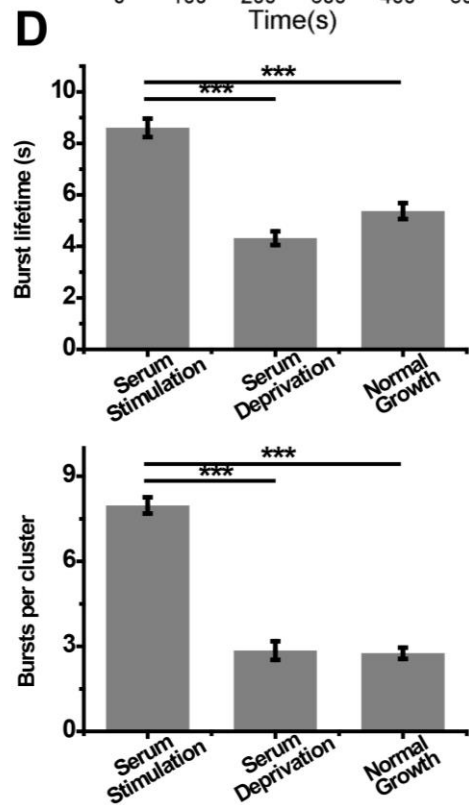 Time(s)
D
***
***
10
8
6
4
2
0
Burst lifetime (s)
Serum
Stimulation
Serum
Deprivation
Normal
Growth
***
***
9
6
3
0
Bursts per cluster
Serum
Stimulation
Serum
Deprivation
Normal
Growth